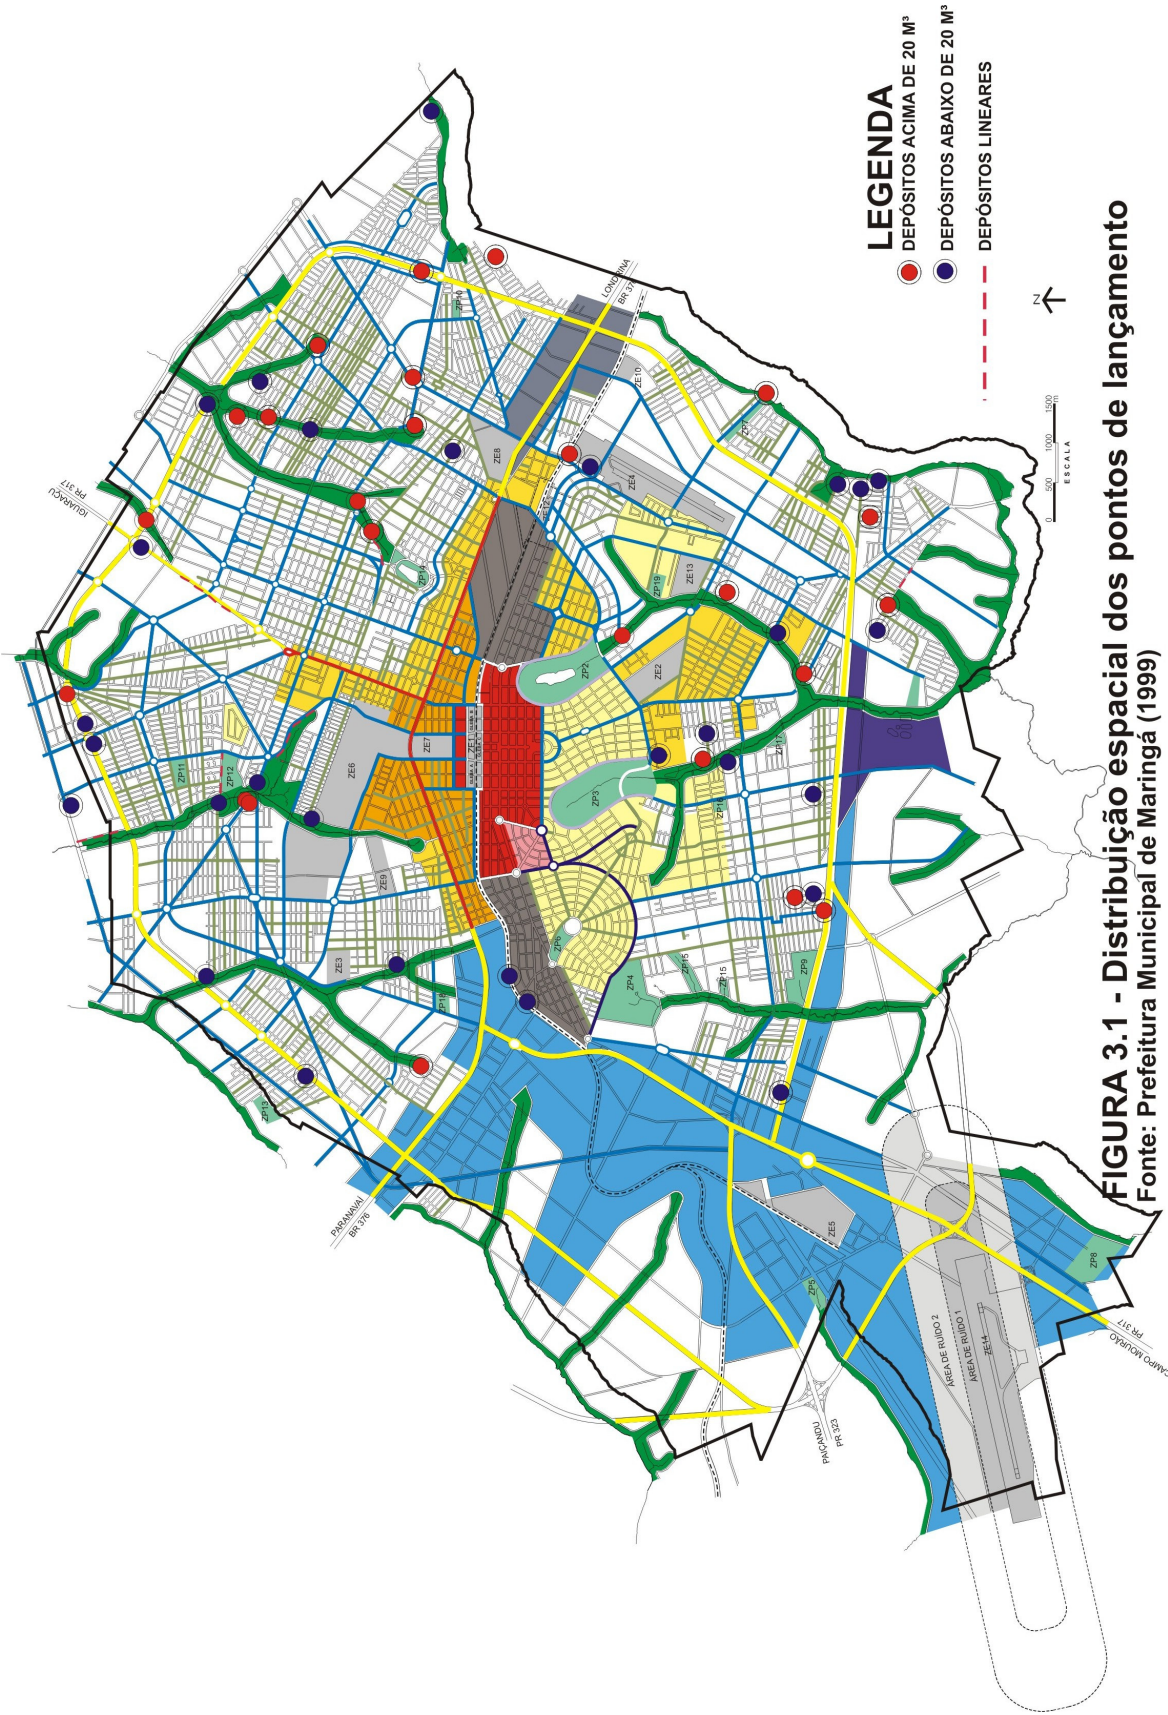 LEGENDA
DEPÓSITOS ACIMA DE 20 M³
DEPÓSITOS ABAIXO DE 20 M³
DEPÓSITOS LINEARES
Z
0 500 1000 1500 m
ESCALA
FIGURA 3.1 - Distribuição espacial dos pontos de lançamento
Fonte: Prefeitura Municipal de Maringá (1999)
IGUARAÇU
PR 317
LONDRINA
BR 37
PARANAVAÍ
BR 376
PAIÇANDU
PR 323
CAMPO MOURÃO
PR 317
ÁREA DE RUÍDO 2
ÁREA DE RUÍDO 1
ZE14
ZE5
ZP5
ZP8
ZP13
ZP18
ZE3
ZE9
ZP11
ZP12
ZE6
ZE7
ZE1
ZP14
ZP10
ZE8
ZE12
ZE10
ZE4
ZP19
ZE13
ZE2
ZP2
ZP3
ZP17
ZP16
ZP6
ZP4
ZP15
ZP15
ZP9